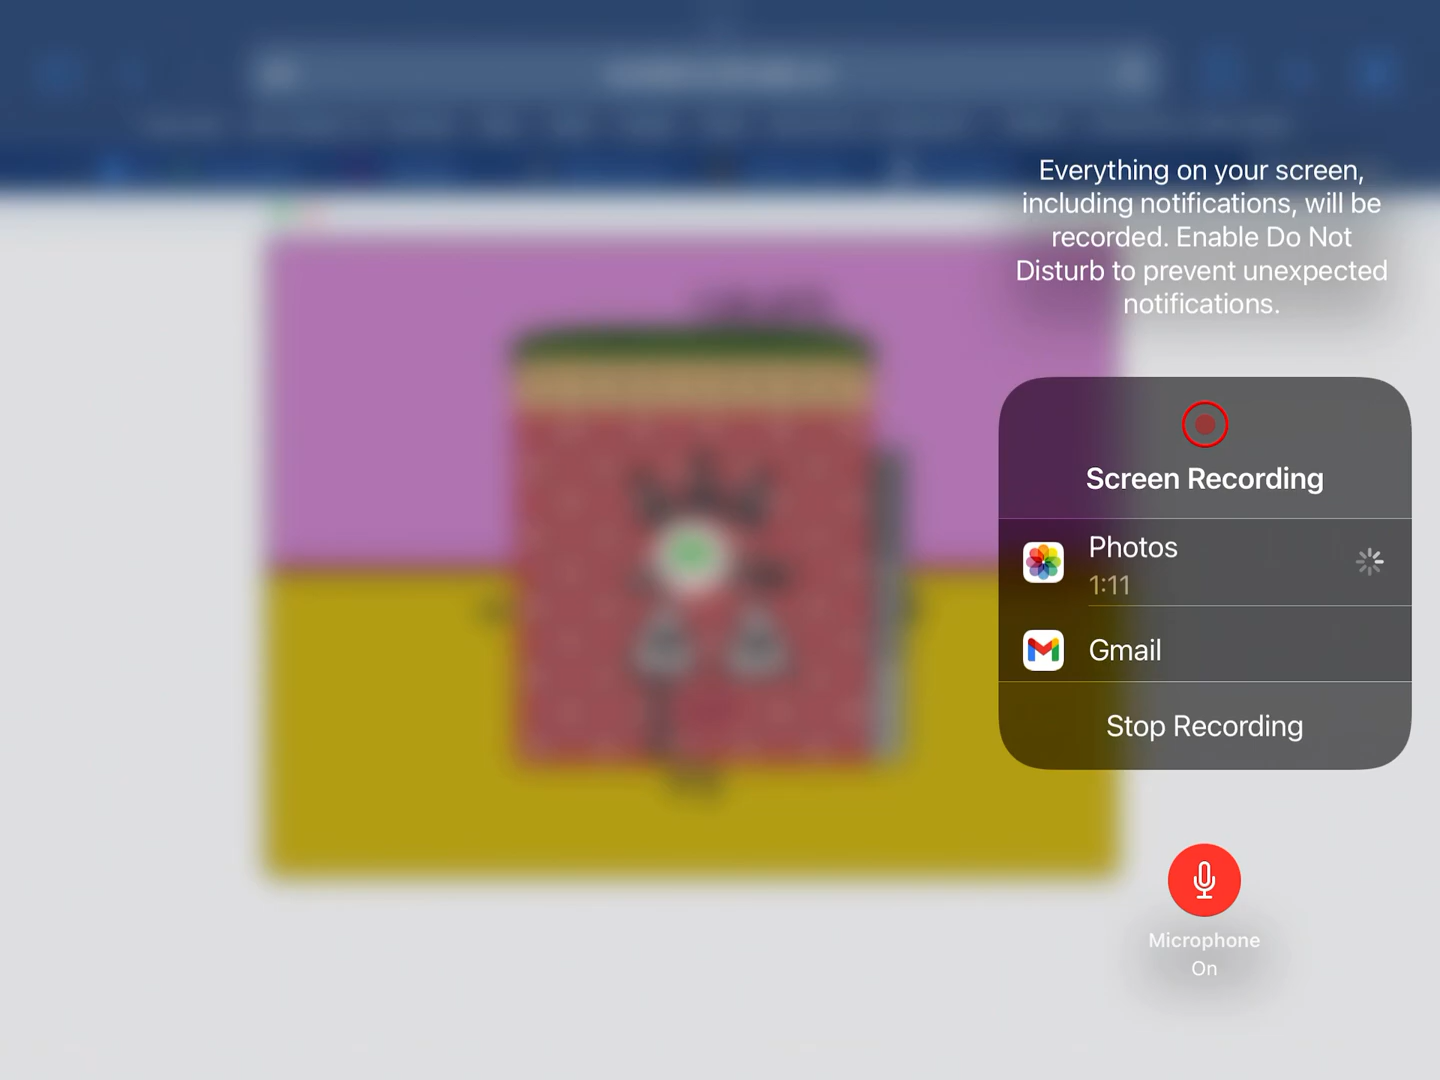 Everything on your screen,
including notifications, will be
recorded. Enable Do Not
Disturb to prevent unexpected
notifications.
Screen Recording
Photos
1:11
Gmail
Stop Recording
Microphone
On